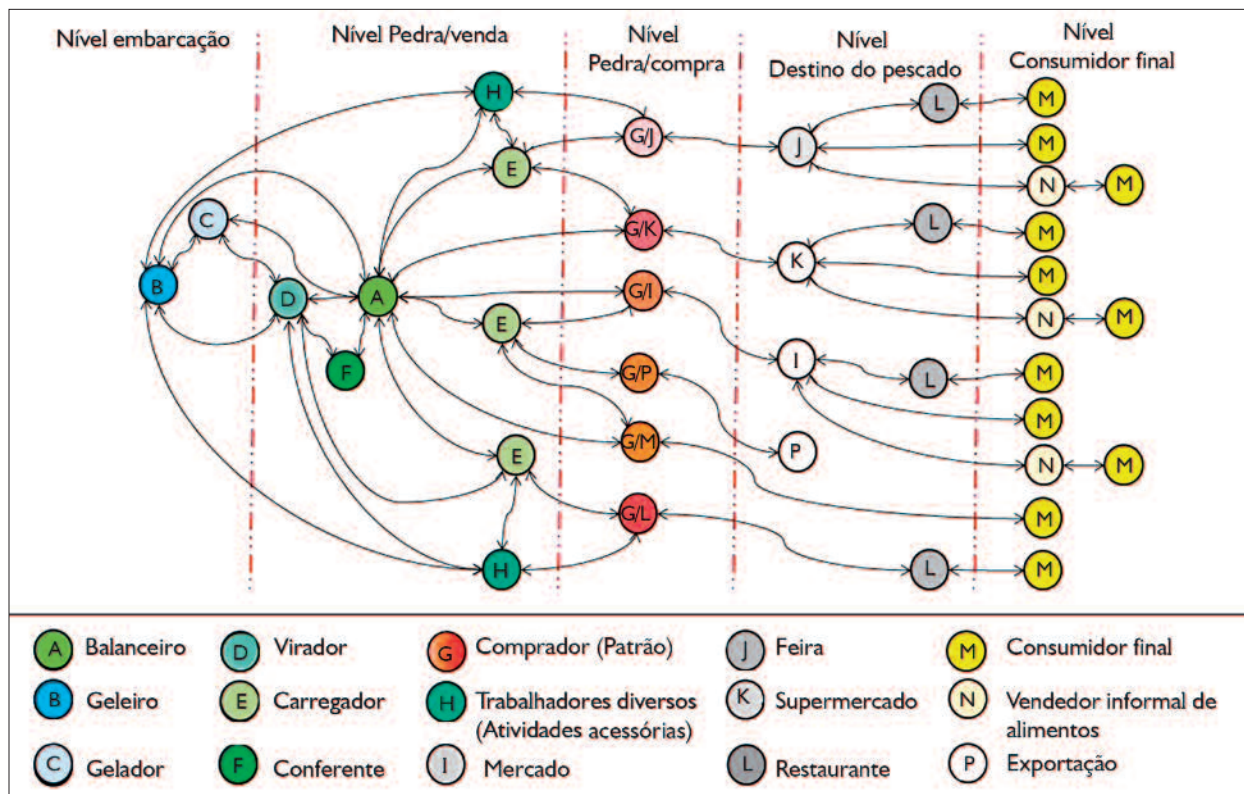 Nível embarcação
Nível Pedra/venda
Nível
Pedra/compra
Nível
Destino do pescado
Nível
Consumidor final
H
L
M
G/J
J
M
E
N
M
C
G/K
L
M
K
M
B
D
A
G/I
E
N
M
F
G/P
I
L
M
M
G/M
P
E
N
M
G/L
M
H
L
M
A Balanceiro
D Virador
G Comprador (Patrão)
J Feira
M Consumidor final
B Geleiro
E Carregador
H Trabalhadores diversos
(Atividades acessórias)
K Supermercado
N Vendedor informal de
alimentos
C Gelador
F Conferente
I Mercado
L Restaurante
P Exportação